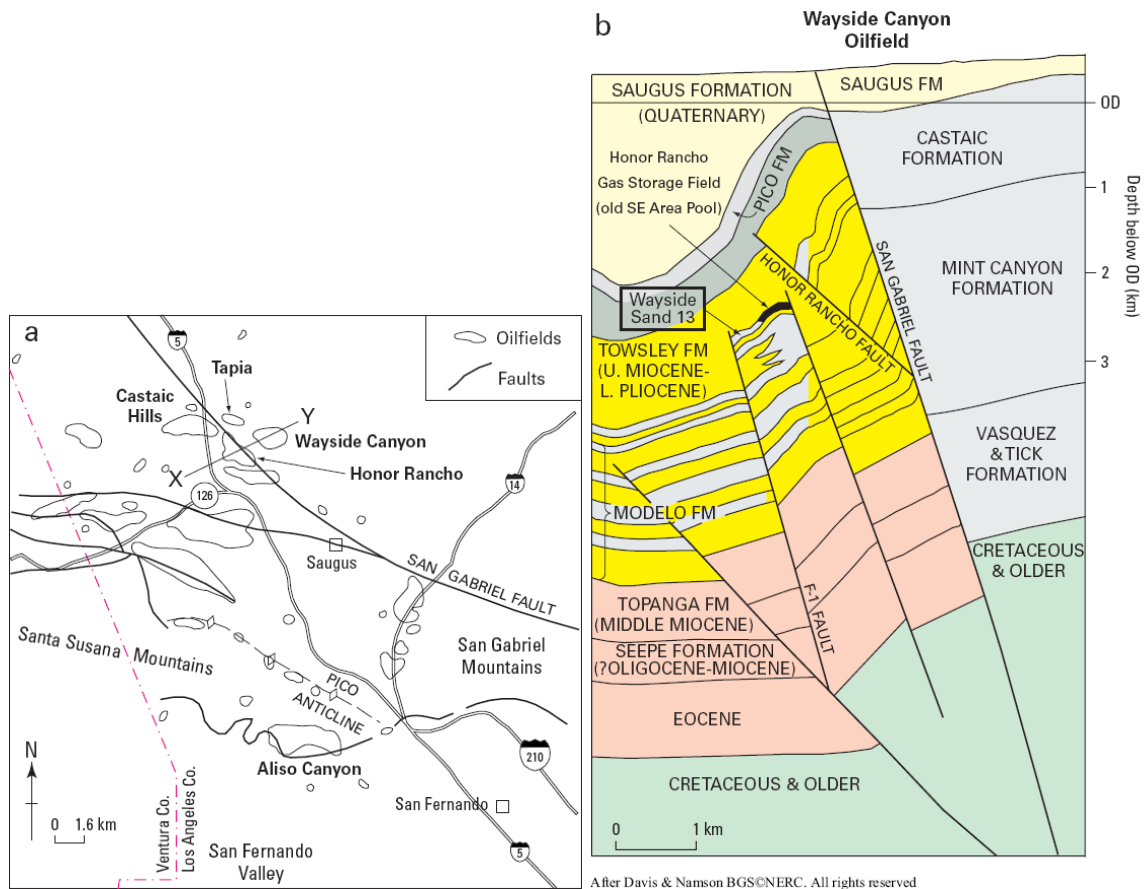 a
Oilfields
Faults
5
Tapia
Castaic
Hills
Y
Wayside Canyon
X
Honor Rancho
126
14
Saugus
SAN GABRIEL FAULT
Santa Susana Mountains
San Gabriel
Mountains
PICO
ANTICLINE
N
Aliso Canyon
210
San Fernando
0 1.6 km
Ventura Co.
Los Angeles Co.
San Fernando
Valley
5
b
Wayside Canyon
Oilfield
SAUGUS FORMATION
(QUATERNARY)
SAUGUS FM
OD
Honor Rancho
Gas Storage Field
(old SE Area Pool)
PICO FM
CASTAIC
FORMATION
1
Depth below OD (km)
SAN GABRIEL FAULT
HONOR RANCHO FAULT
MINT CANYON
FORMATION
2
Wayside
Sand 13
TOWSLEY FM
(U. MIOCENE-
L. PLIOCENE)
3
VASQUEZ
& TICK
FORMATION
MODELO FM
CRETACEOUS
& OLDER
F-1 FAULT
TOPANGA FM
(MIDDLE MIOCENE)
SEEPE FORMATION
(?OLIGOCENE-MIOCENE)
EOCENE
CRETACEOUS & OLDER
0 1 km
After Davis & Namson BGS©NERC. All rights reserved